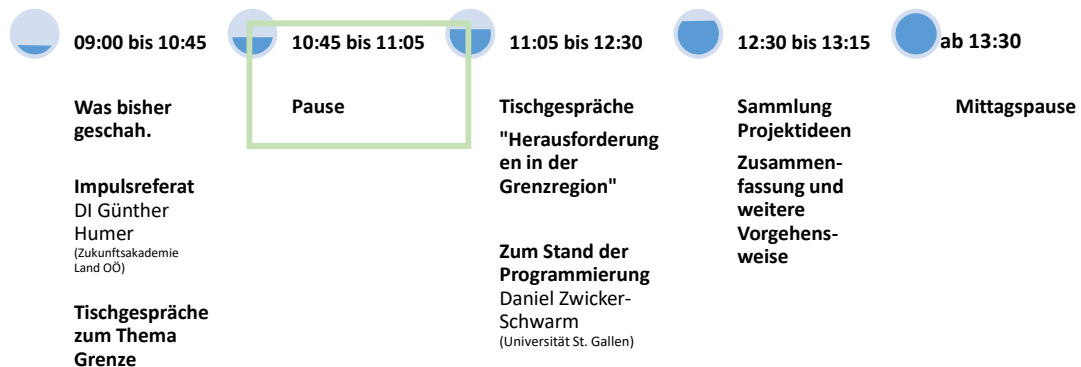 09:00 bis 10:45
Was bisher
geschah.
Impulsreferat
DI Günther
Humer
(Zukunftsakademie
Land OÖ)
Tischgespräche
zum Thema
Grenze
10:45 bis 11:05
Pause
11:05 bis 12:30
Tischgespräche
"Herausforderung
en in der
Grenzregion"
Zum Stand der
Programmierung
Daniel Zwicker-
Schwarm
(Universität St. Gallen)
12:30 bis 13:15
Sammlung
Projektideen
Zusammen-
fassung und
weitere
Vorgehens-
weise
ab 13:30
Mittagspause